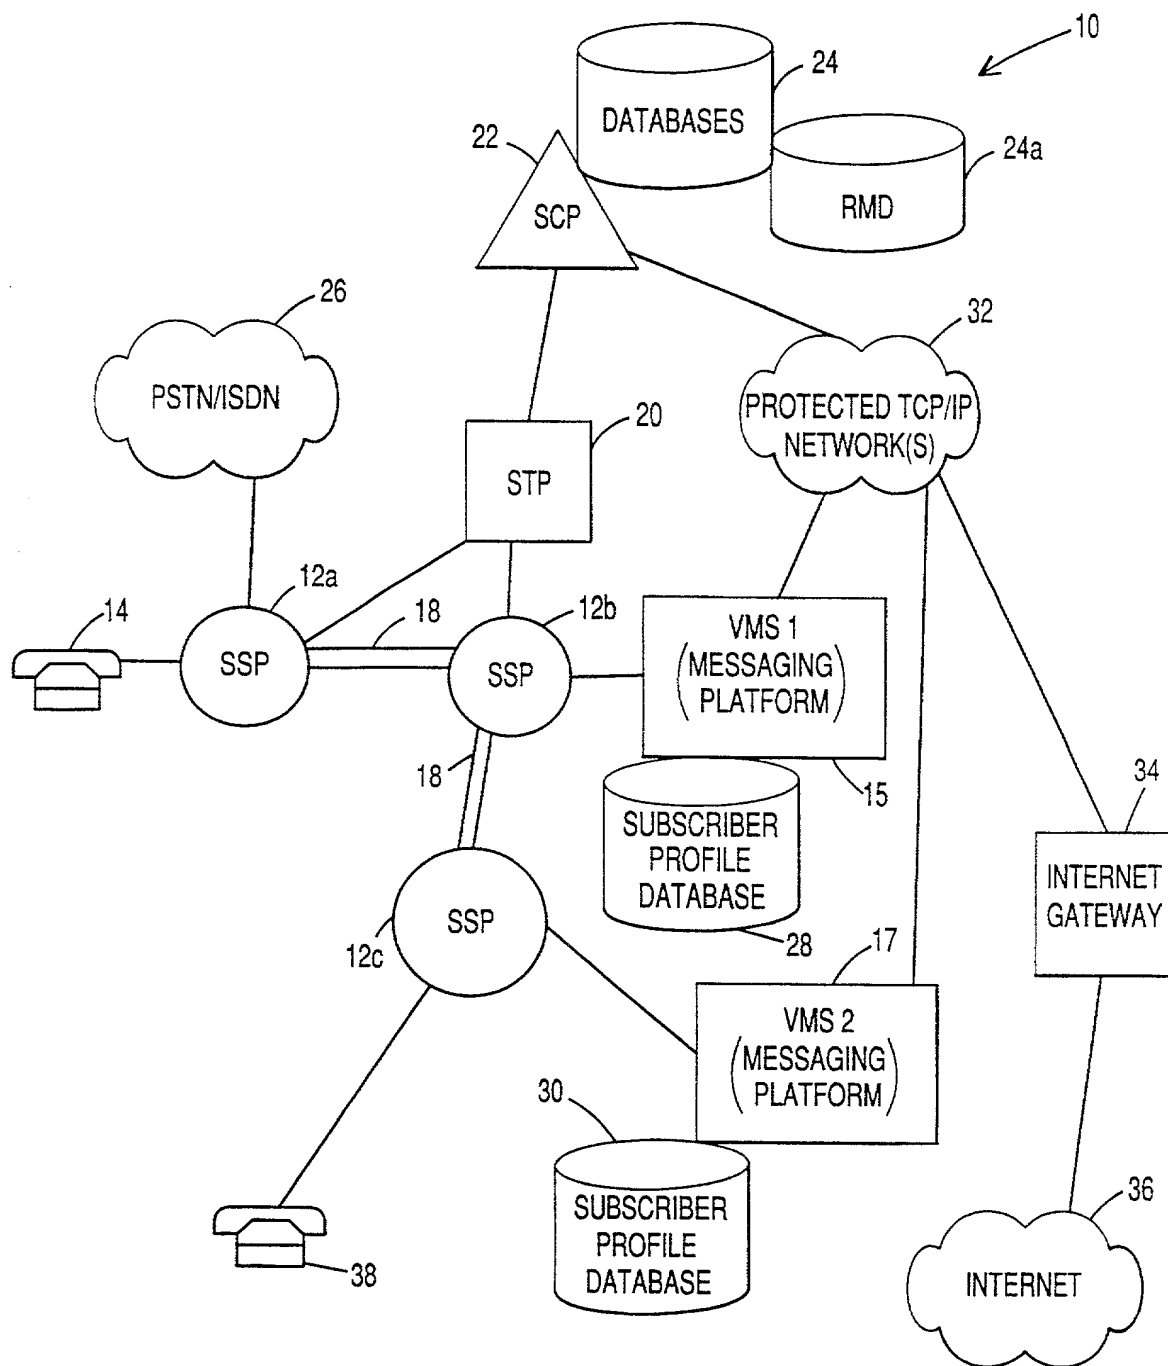 10
24
DATABASES
22
24a
RMD
SCP
26
32
PSTN/ISDN
PROTECTED TCP/IP
NETWORK(S)
20
STP
12a
12b
14
18
SSP
SSP
VMS 1
(MESSAGING
PLATFORM)
18
15
34
SUBSCRIBER
PROFILE
DATABASE
INTERNET
GATEWAY
SSP
12c
28
17
VMS 2
(MESSAGING
PLATFORM)
30
36
SUBSCRIBER
PROFILE
DATABASE
38
INTERNET